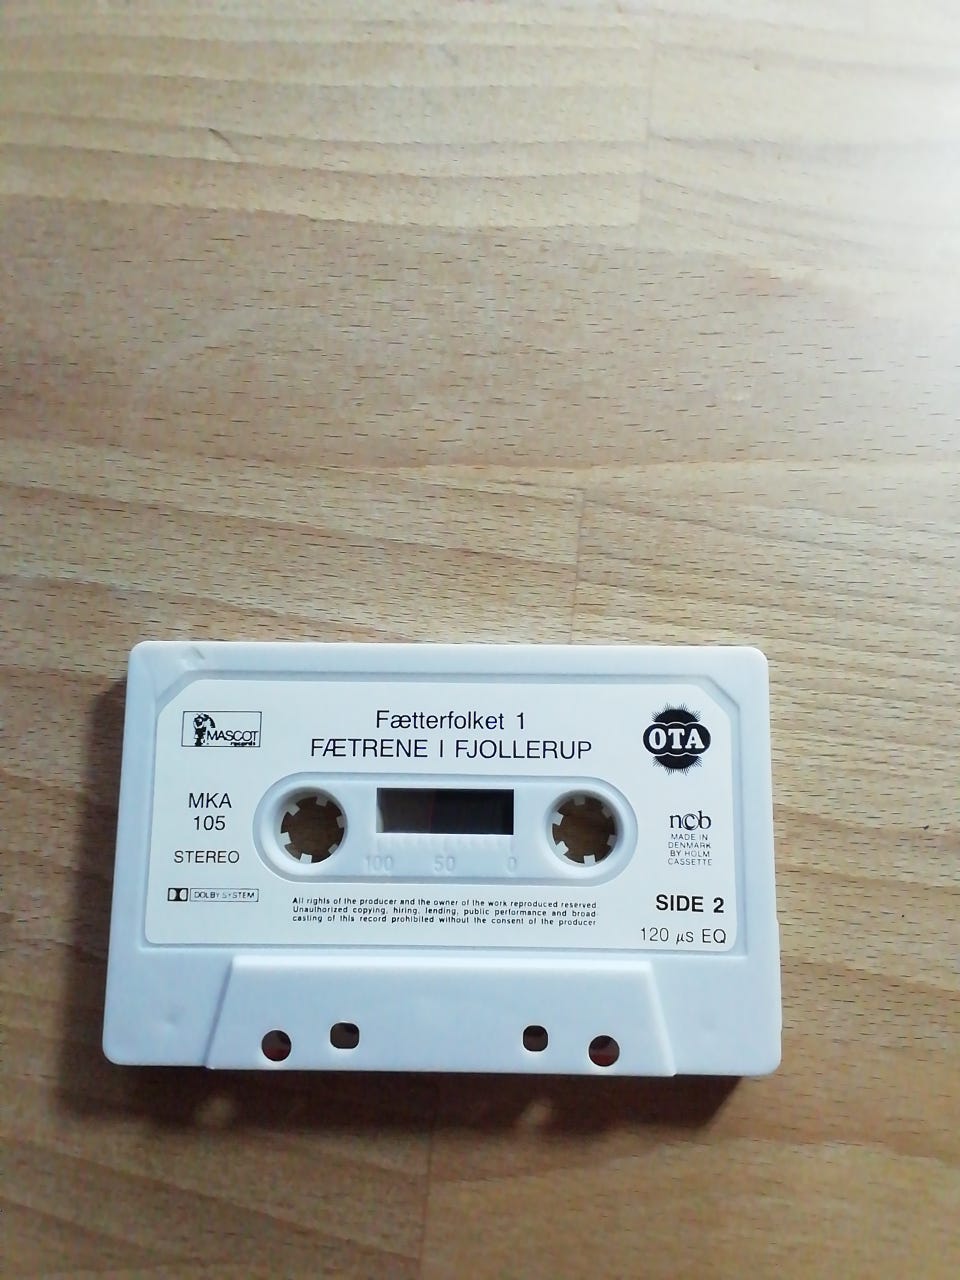 MASCOT
records
Fætterfolket 1
FÆTRENE I FJOLLERUP
OTA
MKA
105
STEREO
DOLBY SYSTEM
100 50 0
ncb
MADE IN
DENMARK
BY HOLM
CASSETTE
All rights of the producer and the owner of the work reproduced reserved
Unauthorized copying, hiring, lending, public performance and broad-
casting of this record prohibited without the consent of the producer
SIDE 2
120 µs EQ